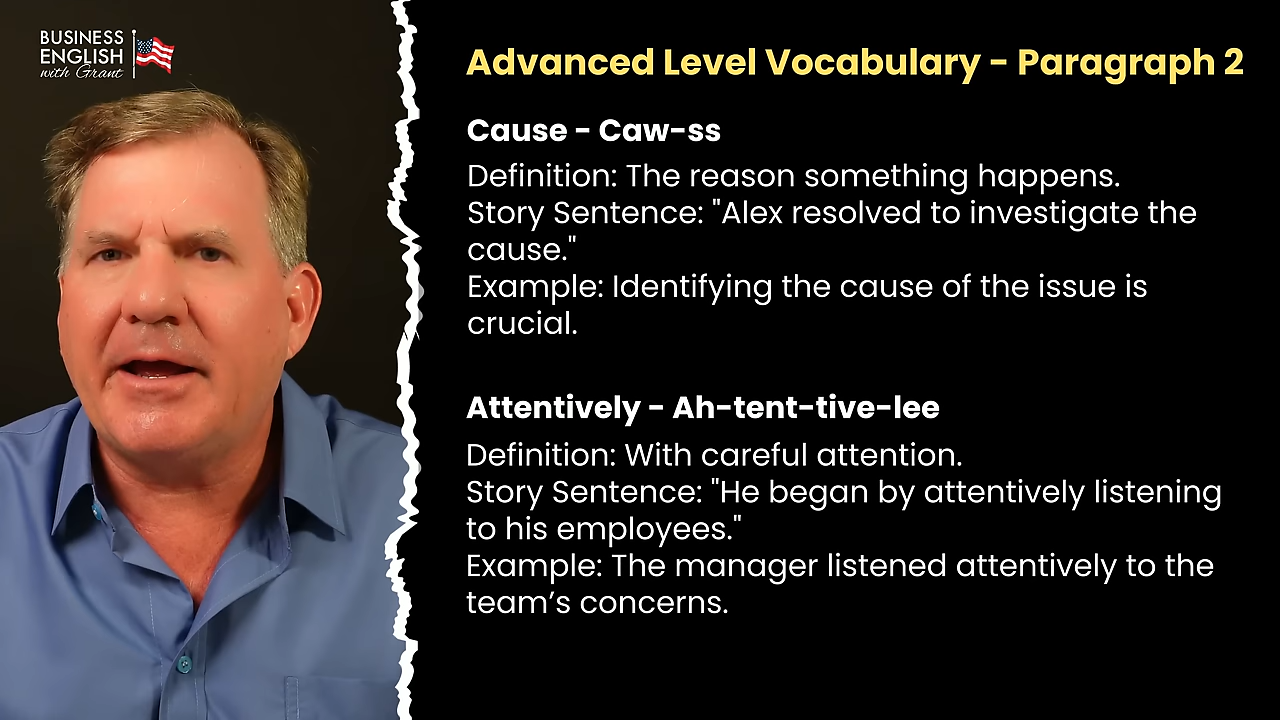 BUSINESS
ENGLISH
with Grant
Advanced Level Vocabulary - Paragraph 2
Cause - Caw-ss
Definition: The reason something happens.
Story Sentence: "Alex resolved to investigate the
cause."
Example: Identifying the cause of the issue is
crucial.
Attentively - Ah-tent-tive-lee
Definition: With careful attention.
Story Sentence: "He began by attentively listening
to his employees."
Example: The manager listened attentively to the
team’s concerns.